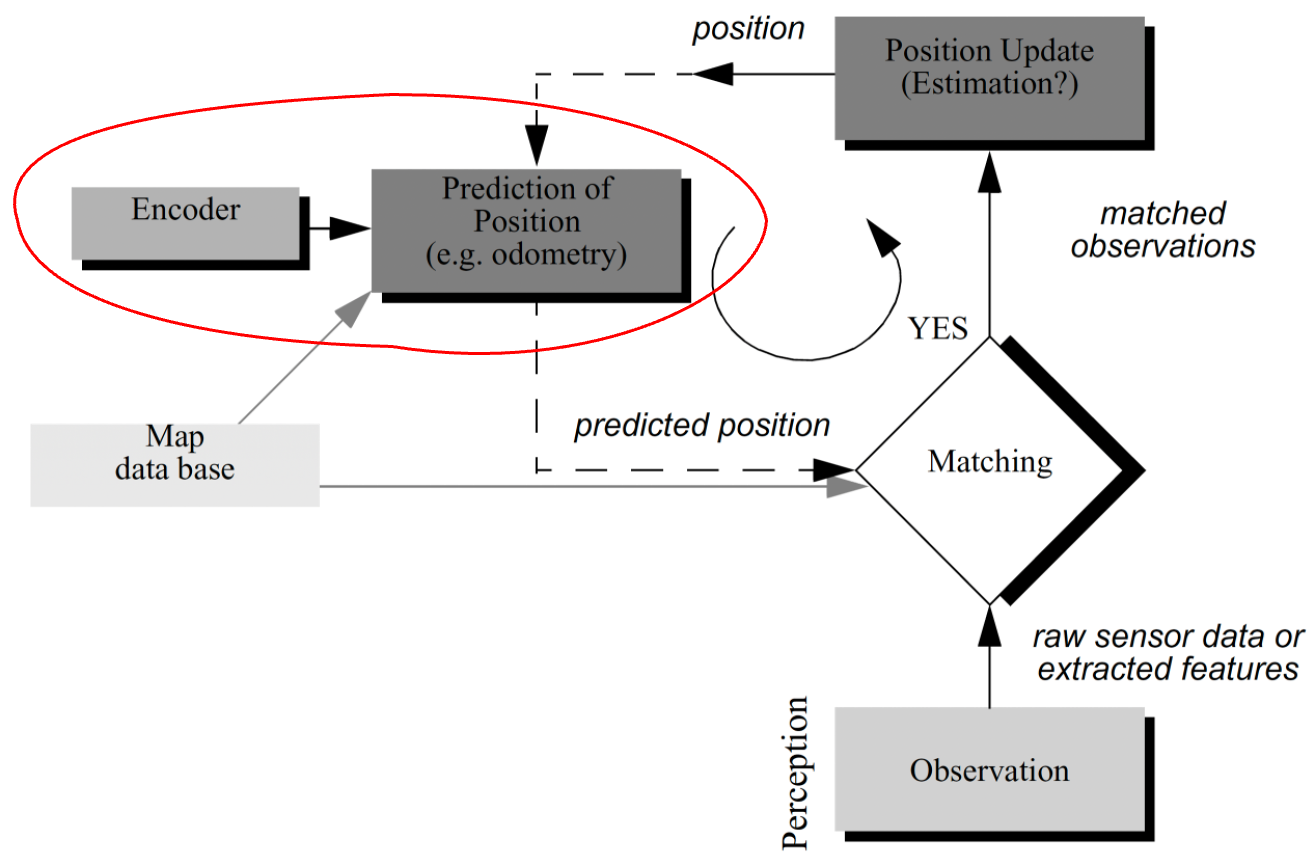 position
Position Update
(Estimation?)
Encoder
Prediction of
Position
(e.g. odometry)
matched
observations
YES
predicted position
Map
data base
Matching
raw sensor data or
extracted features
Perception
Observation